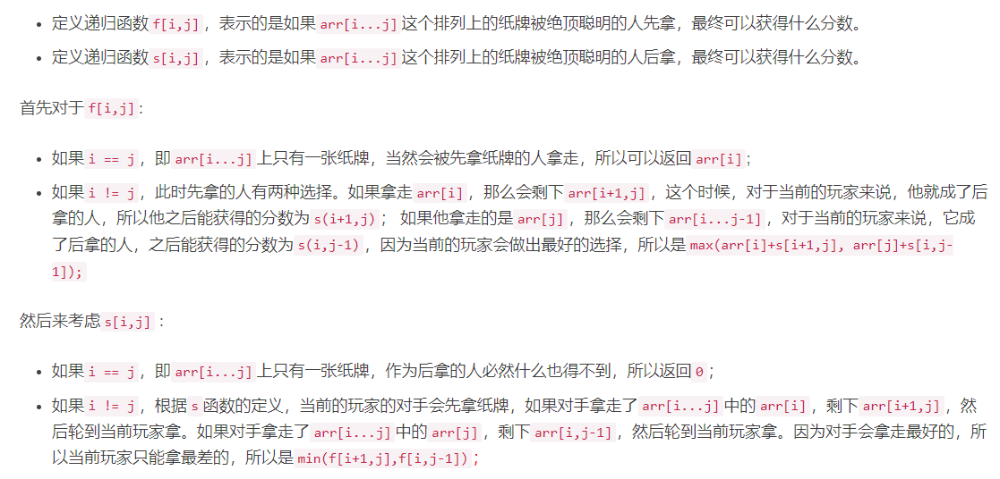 定义递归函数 f[i,j] ，表示的是如果 arr[i...j] 这个排列上的纸牌被绝顶聪明的人先拿，最终可以获得什么分数。
定义递归函数 s[i,j] ，表示的是如果 arr[i...j] 这个排列上的纸牌被绝顶聪明的人后拿，最终可以获得什么分数。
首先对于 f[i,j] :
如果 i == j ，即 arr[i...j] 上只有一张纸牌，当然会被先拿纸牌的人拿走，所以可以返回 arr[i] ;
如果 i != j ，此时先拿的人有两种选择。如果拿走 arr[i] ，那么会剩下 arr[i+1,j] ，这个时候，对于当前的玩家来说，他就成了后
拿的人，所以他之后能获得的分数为 s(i+1,j) ； 如果他拿走的是 arr[j] ，那么会剩下 arr[i...j-1] ，对于当前的玩家来说，它成
了后拿的人，之后能获得的分数为 s(i,j-1) ，因为当前的玩家会做出最好的选择，所以是 max(arr[i]+s[i+1,j], arr[j]+s[i,j-
1]);
然后来考虑 s[i,j] ：
如果 i == j ，即 arr[i...j] 上只有一张纸牌，作为后拿的人必然什么也得不到，所以返回 0 ；
如果 i != j ，根据 s 函数的定义，当前的玩家的对手会先拿纸牌，如果对手拿走了 arr[i...j] 中的 arr[i] ，剩下 arr[i+1,j] ，然
后轮到当前玩家拿。如果对手拿走了 arr[i...j] 中的 arr[j] ，剩下 arr[i,j-1] ，然后轮到当前玩家拿。因为对手会拿走最好的，所
以当前玩家只能拿最差的，所以是 min(f[i+1,j],f[i,j-1]) ;